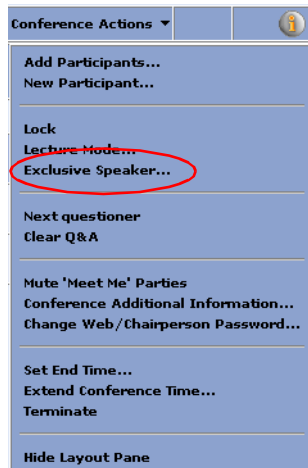 Conference Actions
Add Participants...
New Participant...
Lock
Lecture Mode...
Exclusive Speaker...
Next questioner
Clear Q&A
Mute 'Meet Me' Parties
Conference Additional Information...
Change Web/Chairperson Password...
Set End Time...
Extend Conference Time...
Terminate
Hide Layout Pane